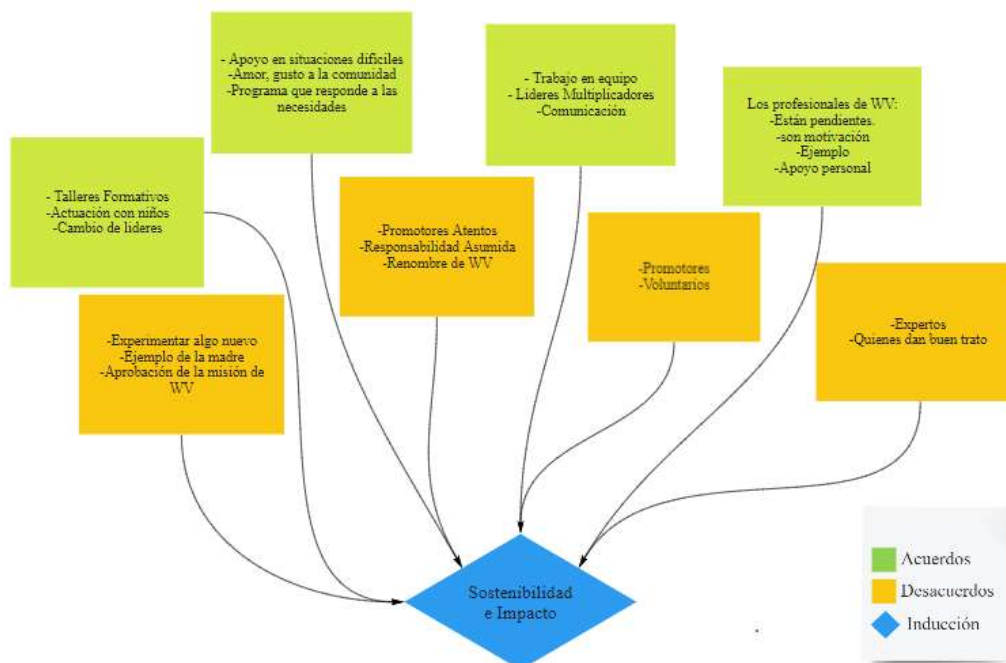 - Apoyo en situaciones difíciles
- Amor, gusto a la comunidad
-Programa que responde a las
necesidades
- Trabajo en equipo
- Lideres Multiplicadores
-Comunicación
Los profesionales de WV:
-Están pendientes.
-son motivación
-Ejemplo
- Apoyo personal
- Talleres Formativos
-Actuación con niños
-Cambio de lideres
-Promotores Atentos
-Responsabilidad Asumida
-Renombre de WV
-Promotores
-Voluntarios
-Expertos
-Quienes dan buen trato
-Experimentar algo nuevo
-Ejemplo de la madre
-Aprobación de la misión de
WV
Sostenibilidad
e Impacto
Acuerdos
Desacuerdos
Inducción